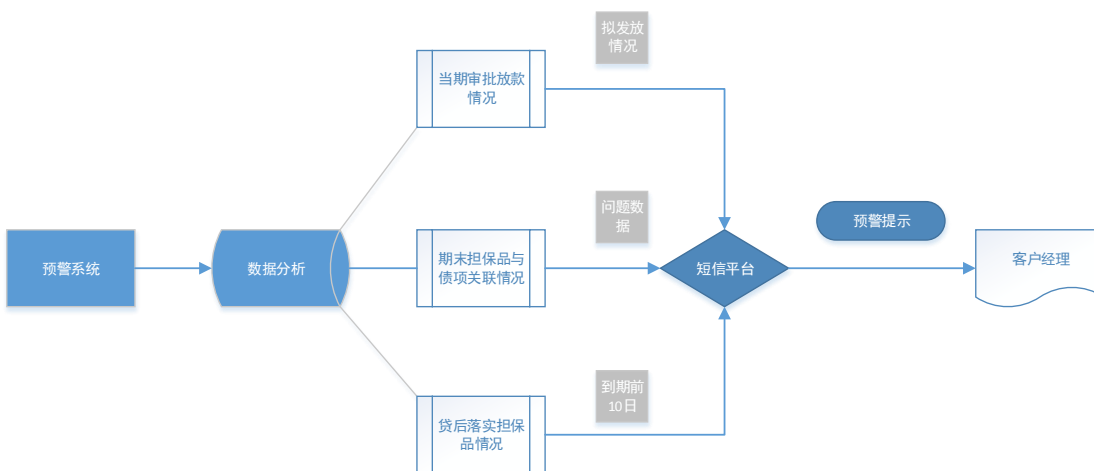 拟发放
情况
当期审批放款
情况
问题数
据
预警提示
预警系统
数据分析
期末担保品与
债项关联情况
短信平台
客户经理
到期前
10日
贷后落实担保
品情况